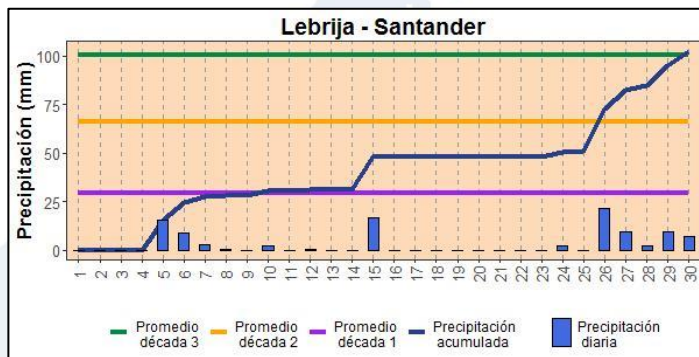 Lebrija - Santander
Precipitación (mm)
100
75
50
25
0
1 2 3 4 5 6 7 8 9 10 11 12 13 14 15 16 17 18 19 20 21 22 23 24 25 26 27 28 29 30
Promedio década 3
Promedio década 2
Promedio década 1
Precipitación acumulada
Precipitación diaria